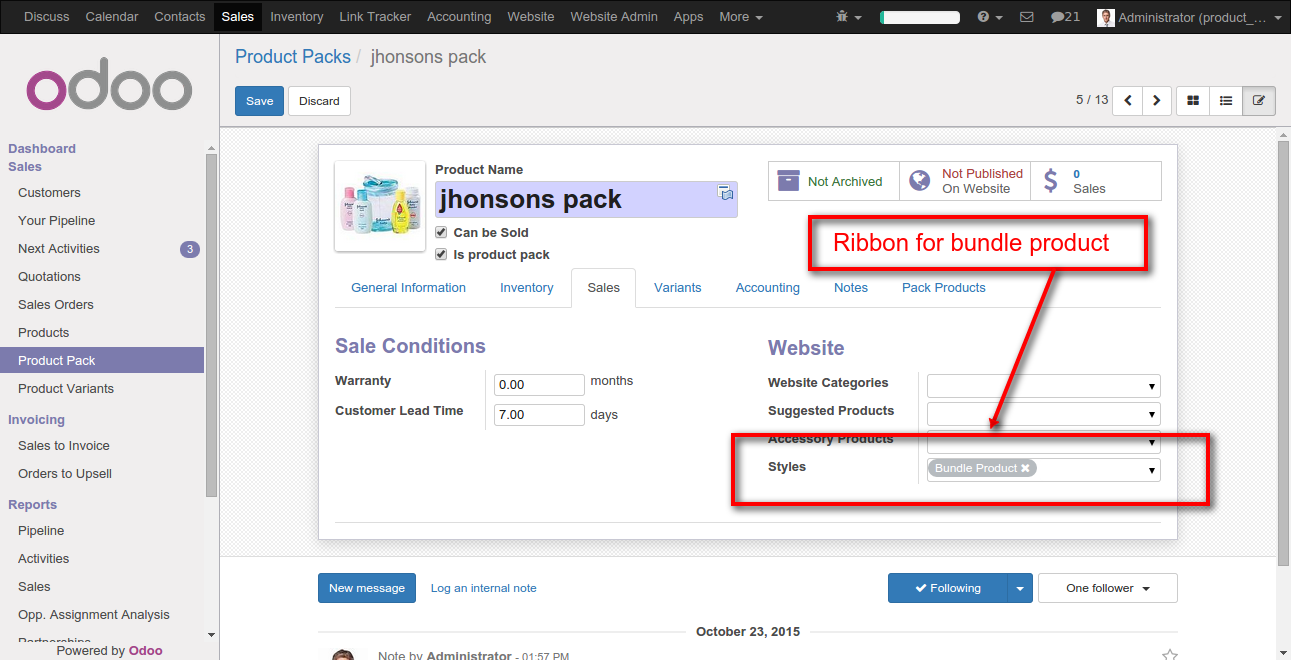 Discuss Calendar Contacts Sales Inventory Link Tracker Accounting Website Website Admin Apps More 21 Administrator (product_...
odoo
Product Packs / jhonsons pack
Save Discard
5 / 13
Dashboard
Sales
Customers
Your Pipeline
Next Activities 3
Quotations
Sales Orders
Products
Product Pack
Product Variants
Invoicing
Sales to Invoice
Orders to Upsell
Reports
Pipeline
Activities
Sales
Opp. Assignment Analysis
Partnerships
Powered by Odoo
Product Name
jhonsons pack
Can be Sold
Is product pack
Not Archived
Not Published
On Website
0
Sales
Ribbon for bundle product
General Information Inventory Sales Variants Accounting Notes Pack Products
Sale Conditions
Warranty 0.00 months
Customer Lead Time 7.00 days
Website
Website Categories
Suggested Products
Accessory Products
Styles Bundle Product ×
New message Log an internal note
Following One follower
October 23, 2015
Note by Administrator - 01:57 PM